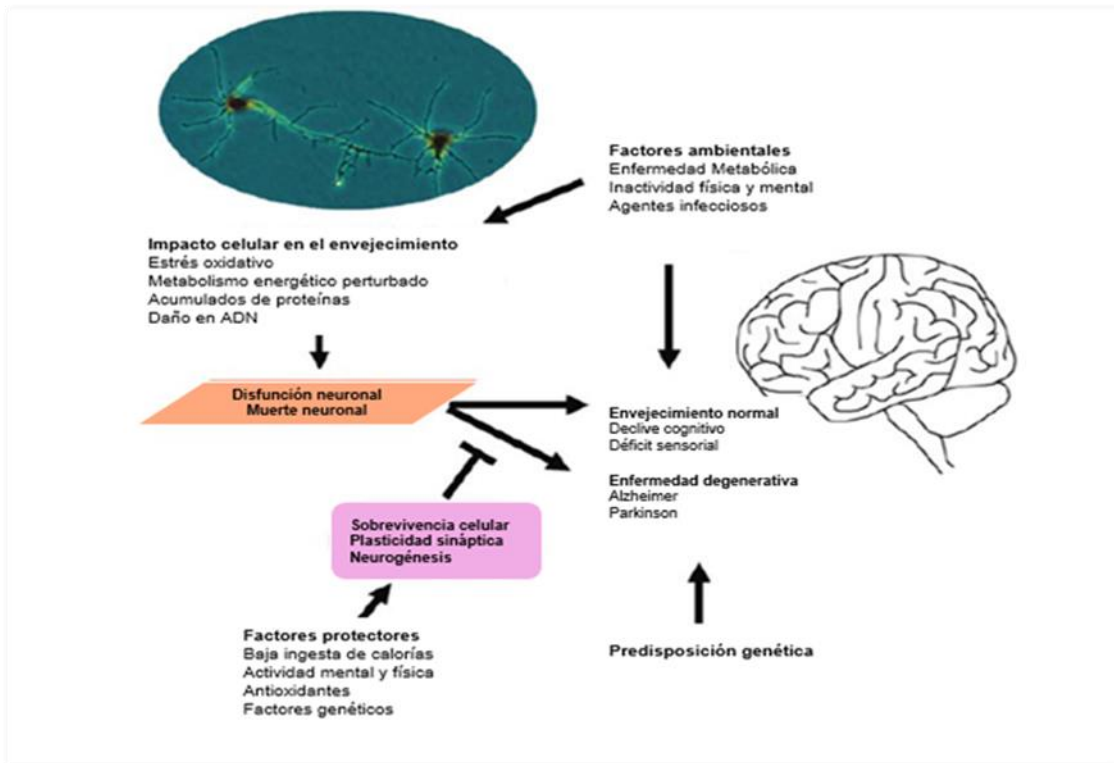 Factores ambientales
Enfermedad Metabólica
Inactividad física y mental
Agentes infecciosos
Impacto celular en el envejecimiento
Estrés oxidativo
Metabolismo energético perturbado
Acumulados de proteínas
Daño en ADN
Disfunción neuronal
Muerte neuronal
Envejecimiento normal
Declive cognitivo
Déficit sensorial
Enfermedad degenerativa
Alzheimer
Parkinson
Sobrevivencia celular
Plasticidad sináptica
Neurogénesis
Factores protectores
Baja ingesta de calorías
Actividad mental y física
Antioxidantes
Factores genéticos
Predisposición genética